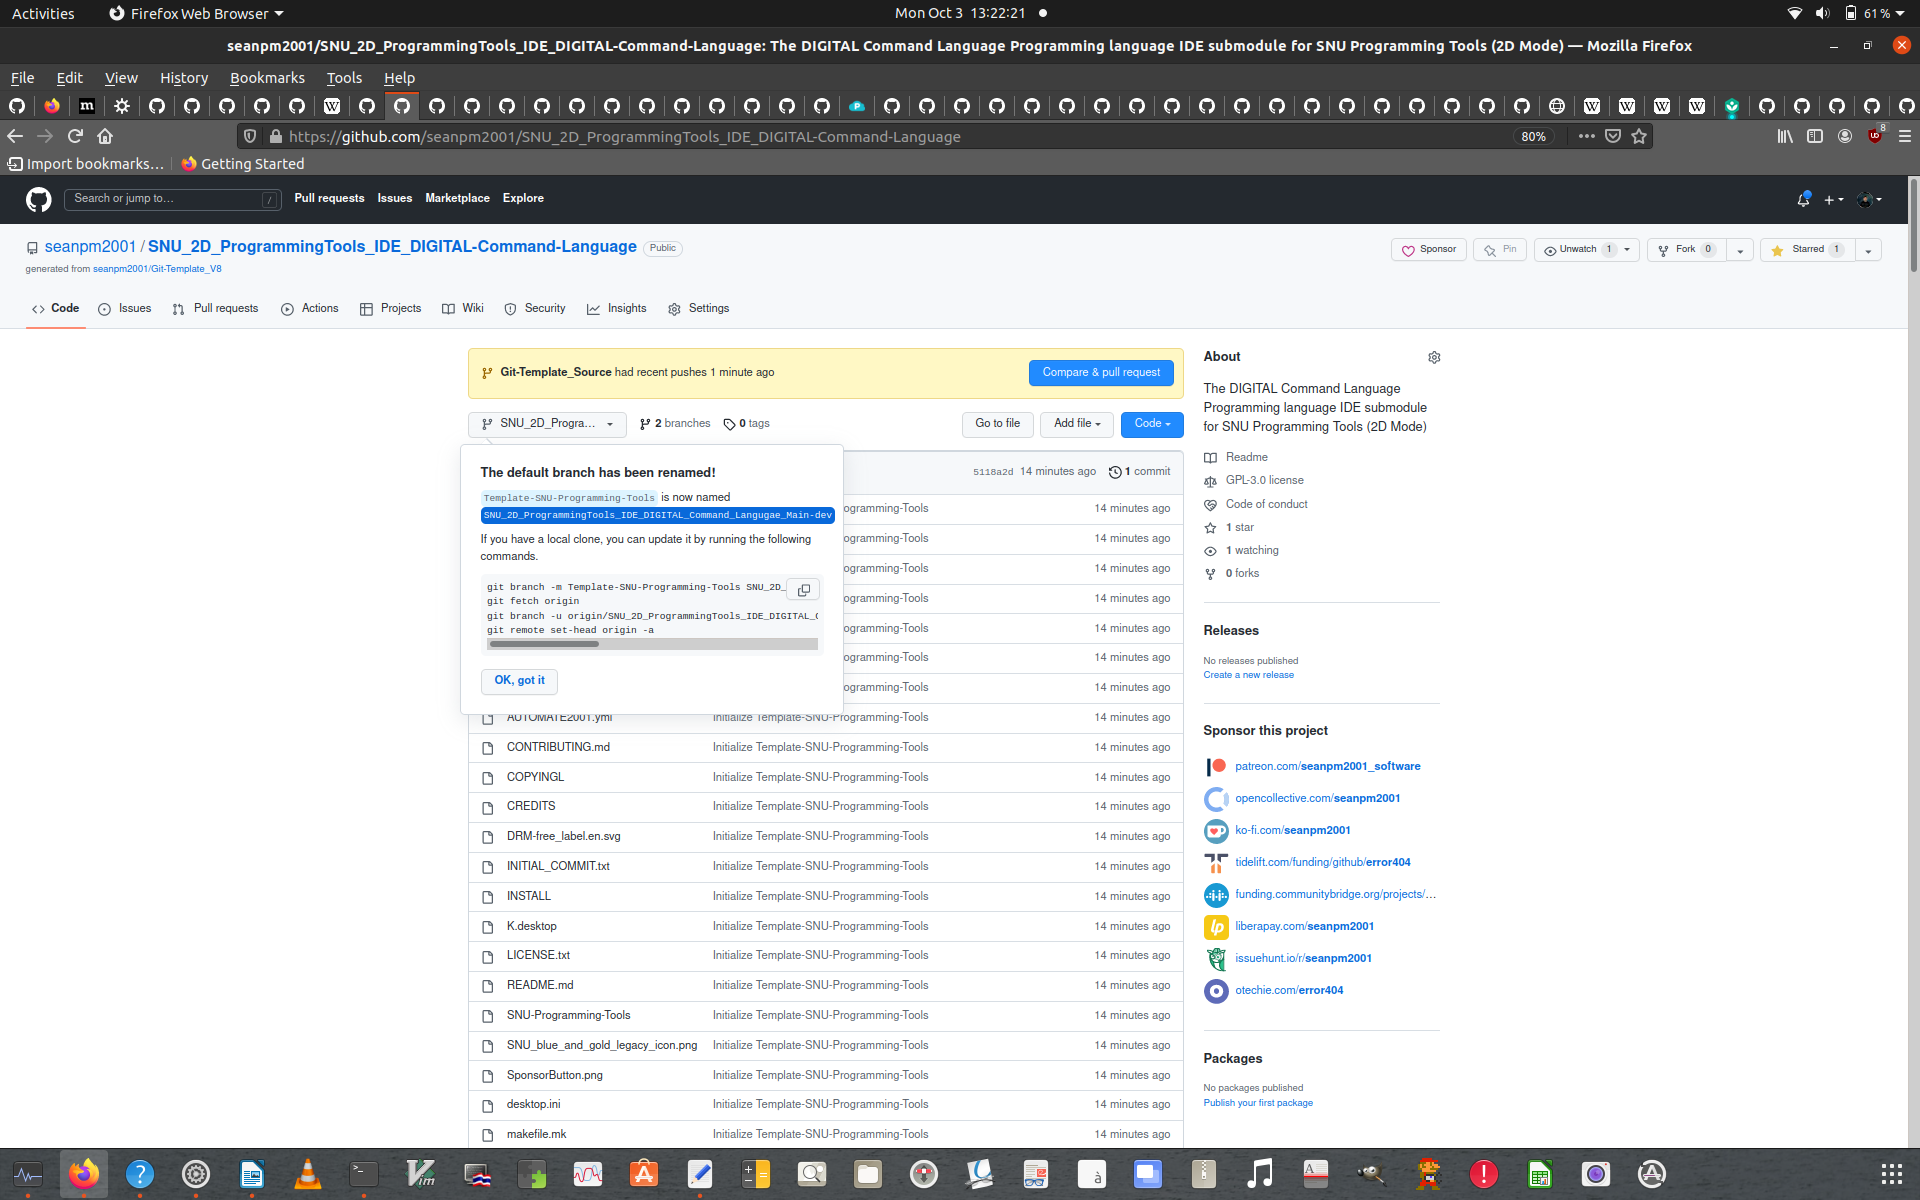 Activities
Firefox Web Browser
Mon Oct 3 13:22:21
61 %
seanpm2001/SNU_2D_ProgrammingTools_IDE_DIGITAL-Command-Language: The DIGITAL Command Language Programming language IDE submodule for SNU Programming Tools (2D Mode) — Mozilla Firefox
File Edit View History Bookmarks Tools Help
https://github.com/seanpm2001/SNU_2D_ProgrammingTools_IDE_DIGITAL-Command-Language
80%
8
Import bookmarks…
Getting Started
Search or jump to…
/
Pull requests Issues Marketplace Explore
seanpm2001 / SNU_2D_ProgrammingTools_IDE_DIGITAL-Command-Language Public
Sponsor Pin Unwatch 1 Fork 0 Starred 1
generated from seanpm2001/Git-Template_V8
Code Issues Pull requests Actions Projects Wiki Security Insights Settings
Git-Template_Source had recent pushes 1 minute ago
Compare & pull request
SNU_2D_Progra…
2 branches
0 tags
Go to file Add file Code
The default branch has been renamed!
Template-SNU-Programming-Tools is now named
SNU_2D_ProgrammingTools_IDE_DIGITAL_Command_Langugae_Main-dev
If you have a local clone, you can update it by running the following
commands.
git branch -m Template-SNU-Programming-Tools SNU_2D_
git fetch origin
git branch -u origin/SNU_2D_ProgrammingTools_IDE_DIGITAL_C
git remote set-head origin -a
OK, got it
5118a2d 14 minutes ago 1 commit
ogramming-Tools 14 minutes ago
ogramming-Tools 14 minutes ago
ogramming-Tools 14 minutes ago
ogramming-Tools 14 minutes ago
ogramming-Tools 14 minutes ago
ogramming-Tools 14 minutes ago
ogramming-Tools 14 minutes ago
AUTOMATE2001.yml Initialize Template-SNU-Programming-Tools 14 minutes ago
CONTRIBUTING.md Initialize Template-SNU-Programming-Tools 14 minutes ago
COPYINGL Initialize Template-SNU-Programming-Tools 14 minutes ago
CREDITS Initialize Template-SNU-Programming-Tools 14 minutes ago
DRM-free_label.en.svg Initialize Template-SNU-Programming-Tools 14 minutes ago
INITIAL_COMMIT.txt Initialize Template-SNU-Programming-Tools 14 minutes ago
INSTALL Initialize Template-SNU-Programming-Tools 14 minutes ago
K.desktop Initialize Template-SNU-Programming-Tools 14 minutes ago
LICENSE.txt Initialize Template-SNU-Programming-Tools 14 minutes ago
README.md Initialize Template-SNU-Programming-Tools 14 minutes ago
SNU-Programming-Tools Initialize Template-SNU-Programming-Tools 14 minutes ago
SNU_blue_and_gold_legacy_icon.png Initialize Template-SNU-Programming-Tools 14 minutes ago
SponsorButton.png Initialize Template-SNU-Programming-Tools 14 minutes ago
desktop.ini Initialize Template-SNU-Programming-Tools 14 minutes ago
makefile.mk Initialize Template-SNU-Programming-Tools 14 minutes ago
About
The DIGITAL Command Language
Programming language IDE submodule
for SNU Programming Tools (2D Mode)
Readme
GPL-3.0 license
Code of conduct
1 star
1 watching
0 forks
Releases
No releases published
Create a new release
Sponsor this project
patreon.com/seanpm2001_software
opencollective.com/seanpm2001
ko-fi.com/seanpm2001
tidelift.com/funding/github/error404
funding.communitybridge.org/projects/…
liberapay.com/seanpm2001
issuehunt.io/r/seanpm2001
otechie.com/error404
Packages
No packages published
Publish your first package